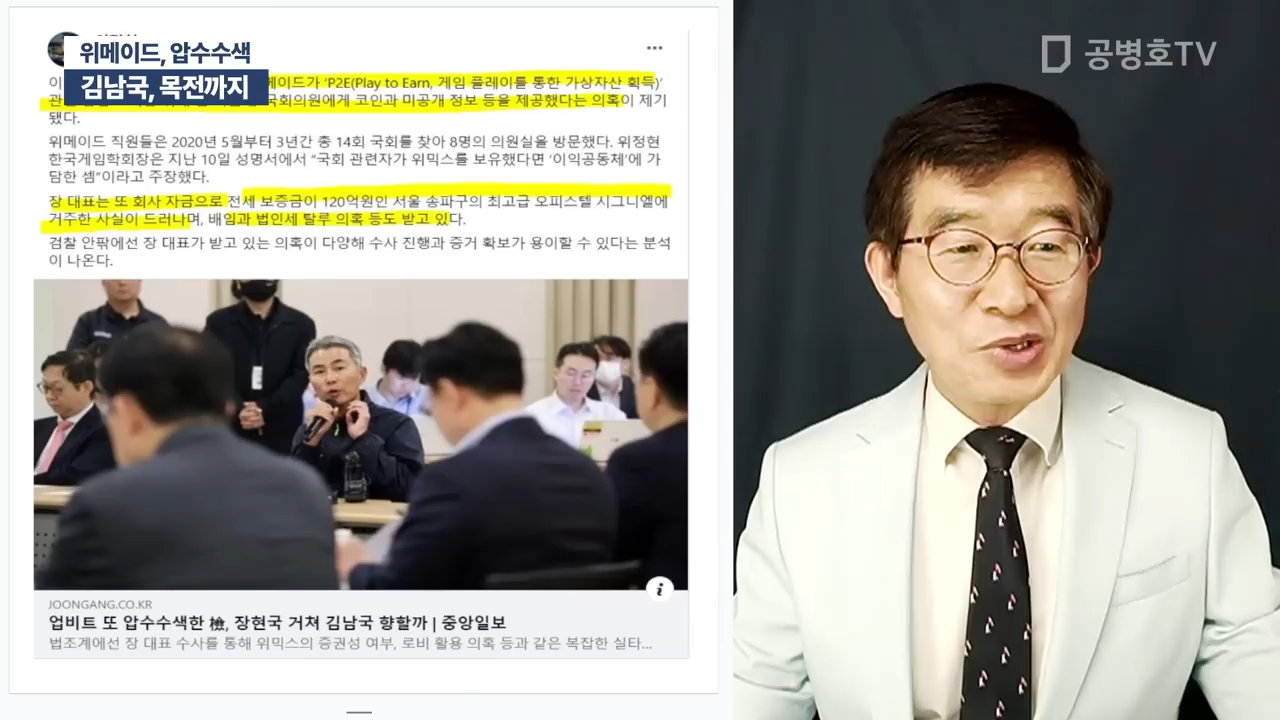 위메이드, 압수수색
김남국, 목전까지
공병호TV
이 메이드가 'P2E(Play to Earn, 게임 플레이를 통한 가상자산 획득)'
관 국회의원에게 코인과 미공개 정보 등을 제공했다는 의혹이 제기
됐다.
위메이드 직원들은 2020년 5월부터 3년간 총 14회 국회를 찾아 8명의 의원실을 방문했다. 위정현
한국게임학회장은 지난 10일 성명서에서 “국회 관련자가 위믹스를 보유했다면 ‘이익공동체’에 가
담한 셈”이라고 주장했다.
장 대표는 또 회사 자금으로 전세 보증금이 120억원인 서울 송파구의 최고급 오피스텔 시그니엘에
거주한 사실이 드러나며, 배임과 법인세 탈루 의혹 등도 받고 있다.
검찰 안팎에선 장 대표가 받고 있는 의혹이 다양해 수사 진행과 증거 확보가 용이할 수 있다는 분석
이 나온다.
JOONGANG.CO.KR
업비트 또 압수수색한 檢, 장현국 거쳐 김남국 향할까 | 중앙일보
법조계에선 장 대표 수사를 통해 위믹스의 증권성 여부, 로비 활용 의혹 등과 같은 복잡한 실타...